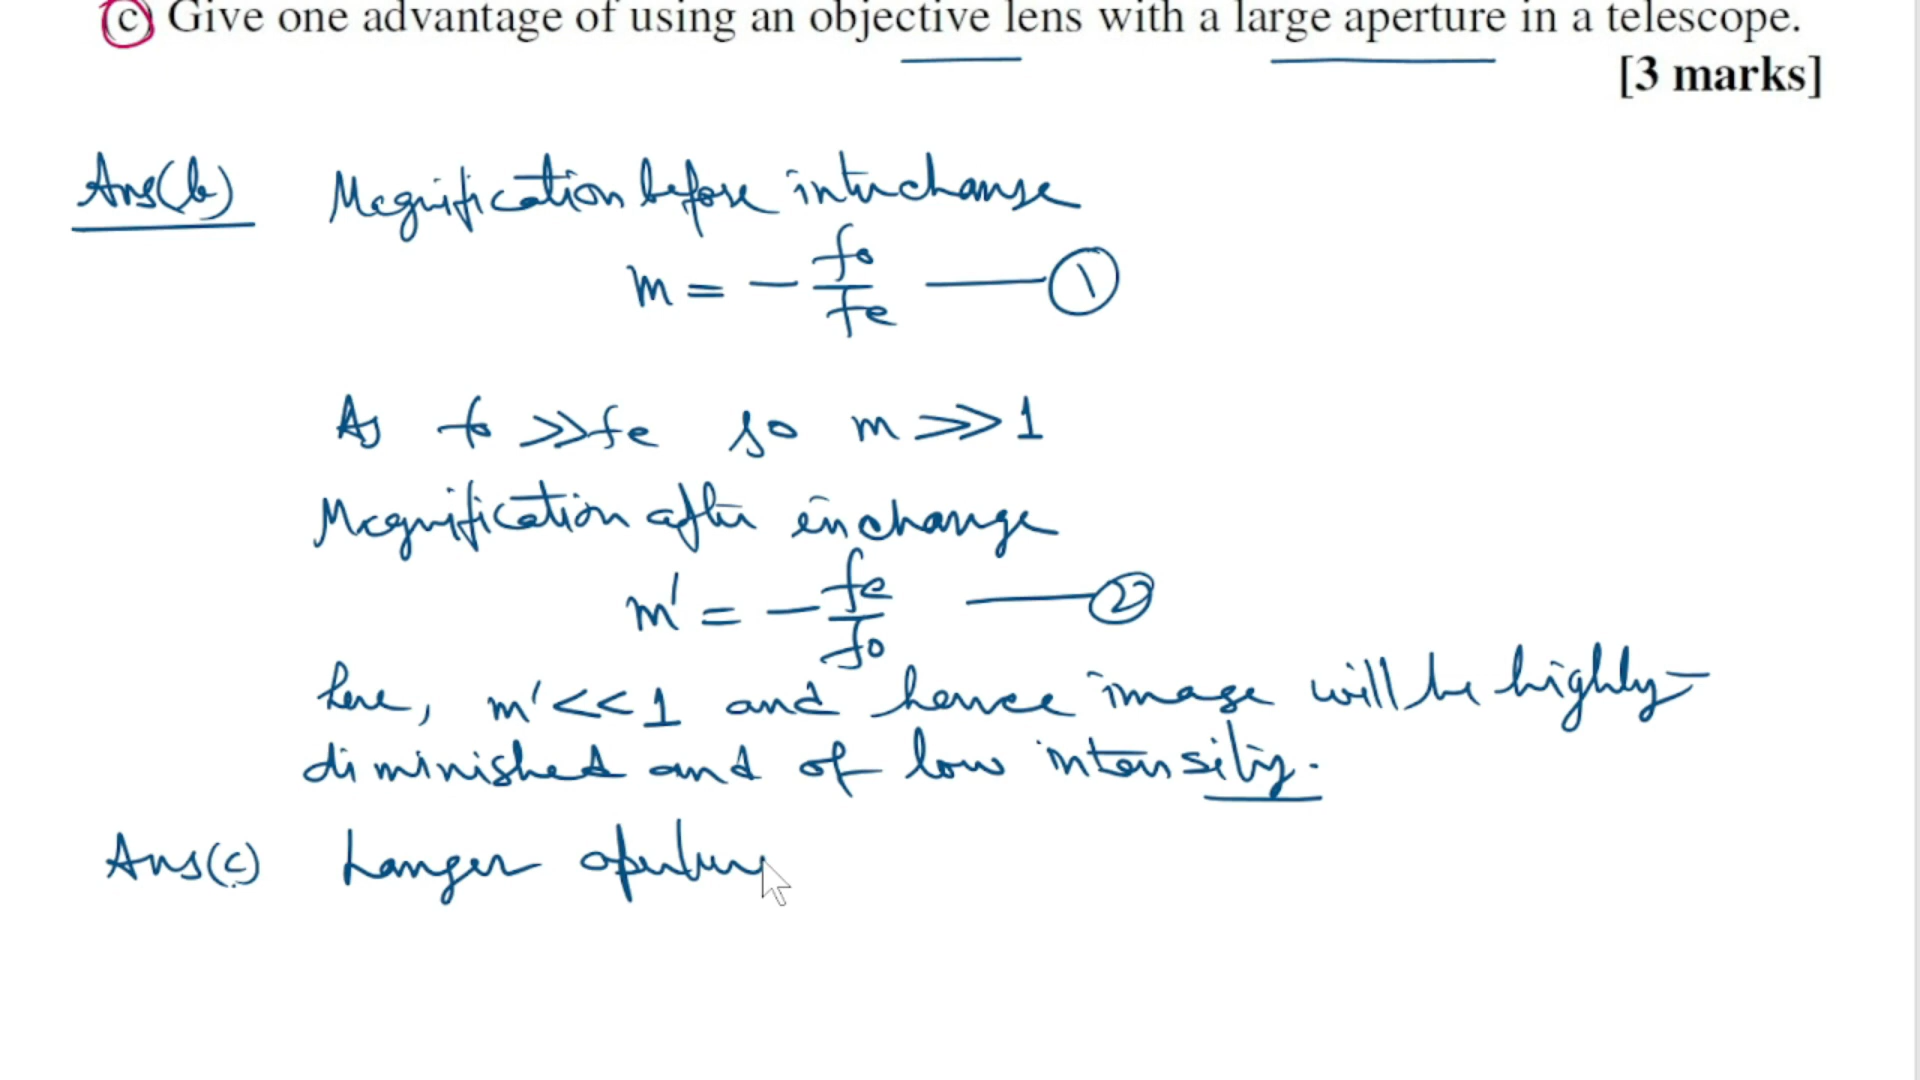 (c) Give one advantage of using an objective lens with a large aperture in a telescope.
[3 marks]
Ans(b) Magnification before interchange
m = - fo/fe —— 1
As fo >> fe so m >>> 1
Magnification after enchange
m' = - fe/fo —— 2
here, m' << 1 and hence image will be highly-
diminished and of low intensity.
Ans(c) Langer aperture